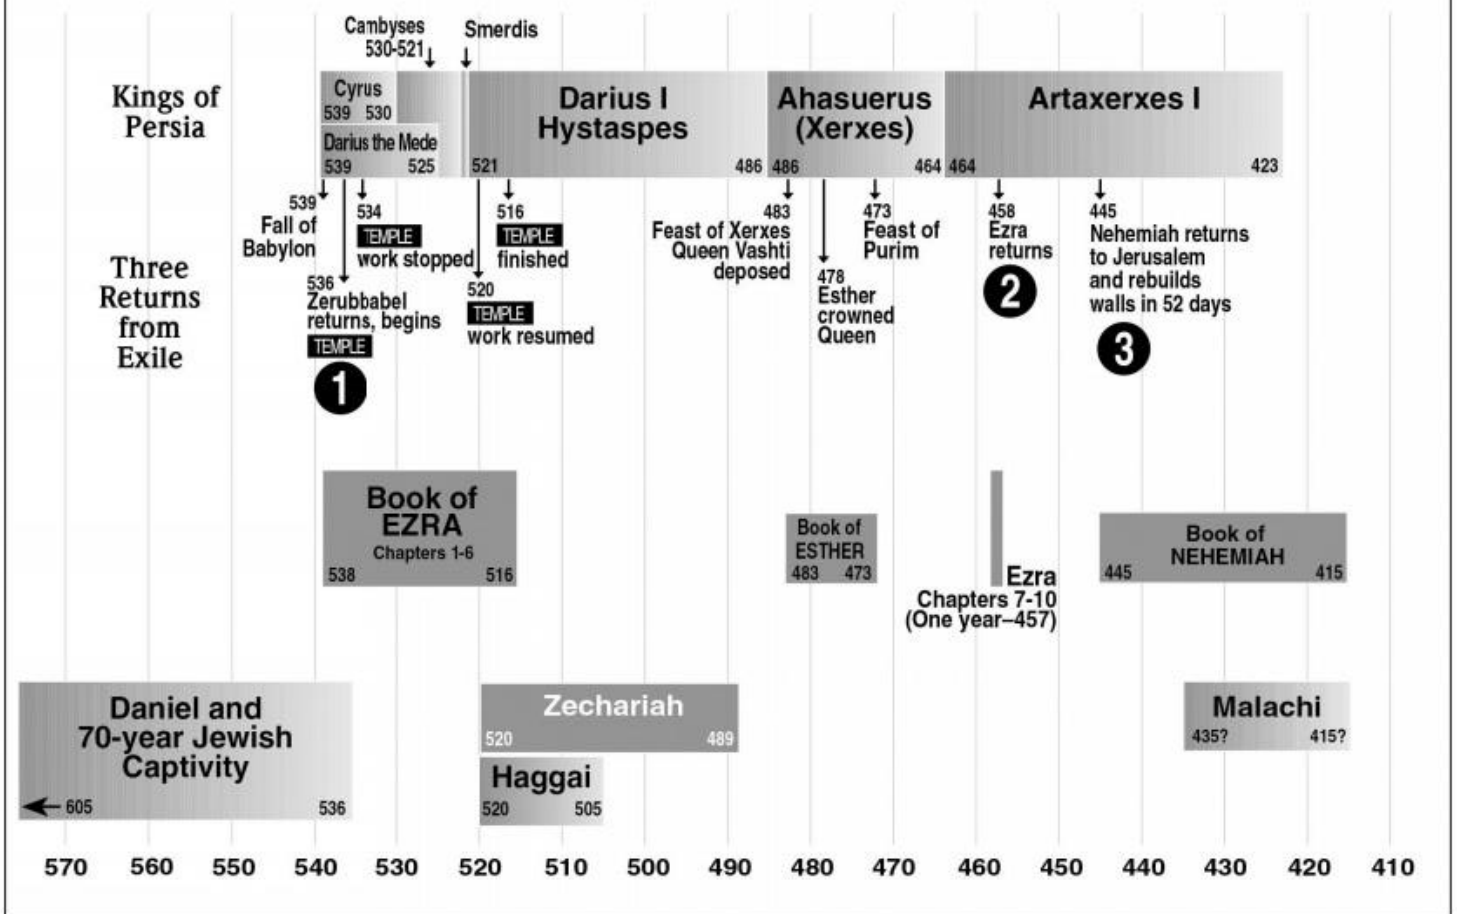 Cambyses
530-521
Smerdis
Kings of
Persia
Cyrus
539 530
Darius the Mede
539 525
Darius I
Hystaspes
521 486
Ahasuerus
(Xerxes)
486 464
Artaxerxes I
464 423
Three
Returns
from
Exile
539
Fall of
Babylon
534
TEMPLE
work stopped
536
Zerubbabel
returns, begins
TEMPLE
1
516
TEMPLE
finished
520
TEMPLE
work resumed
483
Feast of Xerxes
Queen Vashti
deposed
478
Esther
crowned
Queen
473
Feast of
Purim
458
Ezra
returns
2
445
Nehemiah returns
to Jerusalem
and rebuilds
walls in 52 days
3
Book of
EZRA
Chapters 1-6
538 516
Book of
ESTHER
483 473
Ezra
Chapters 7-10
(One year–457)
Book of
NEHEMIAH
445 415
Daniel and
70-year Jewish
Captivity
605 536
Zechariah
520 489
Haggai
520 505
Malachi
435? 415?
570 560 550 540 530 520 510 500 490 480 470 460 450 440 430 420 410